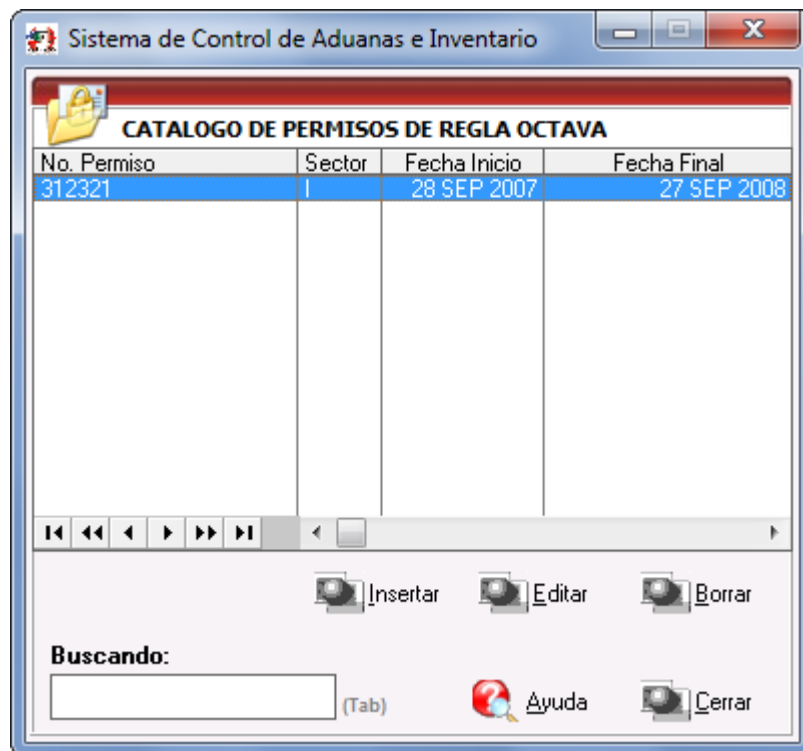 Sistema de Control de Aduanas e Inventario
CATALOGO DE PERMISOS DE REGLA OCTAVA
No. Permiso Sector Fecha Inicio Fecha Final
312321 I 28 SEP 2007 27 SEP 2008
Insertar Editar Borrar
Buscando:
(Tab) Ayuda Cerrar